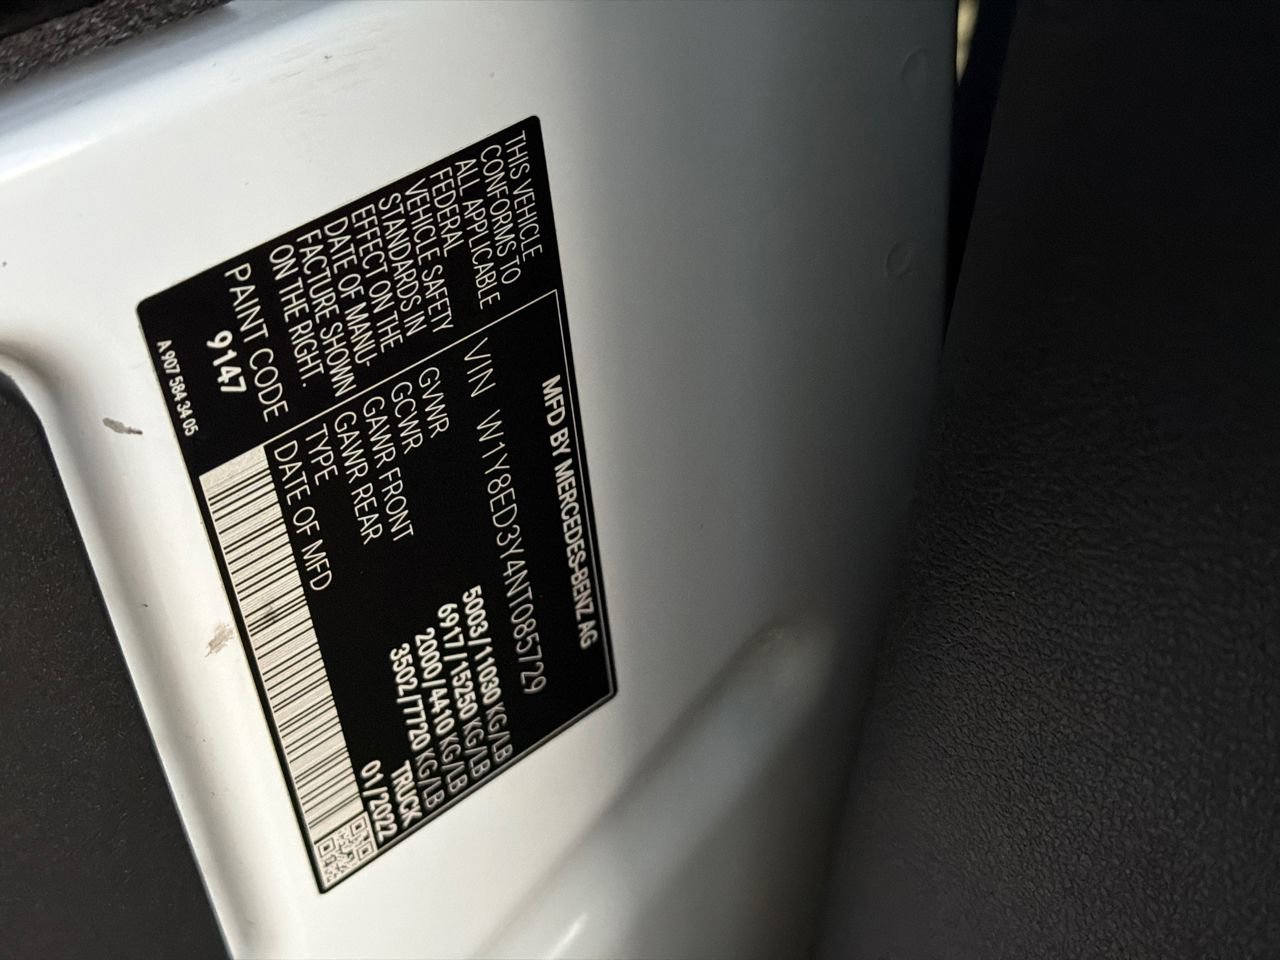 MFD BY MERCEDES-BENZ AG
THIS VEHICLE
CONFORMS TO
ALL APPLICABLE
FEDERAL
VEHICLE SAFETY
STANDARDS IN
EFFECT ON THE
DATE OF MANU-
FACTURE SHOWN
ON THE RIGHT.
VIN W1Y8ED3Y4NT085729
GVWR 5003/11030 KG/LB
GCWR 6917/15250 KG/LB
GAWR FRONT 2000/4410 KG/LB
GAWR REAR 3502/7720 KG/LB
TYPE TRUCK
DATE OF MFD 01/2022
PAINT CODE
9147
A 907 584 34 05